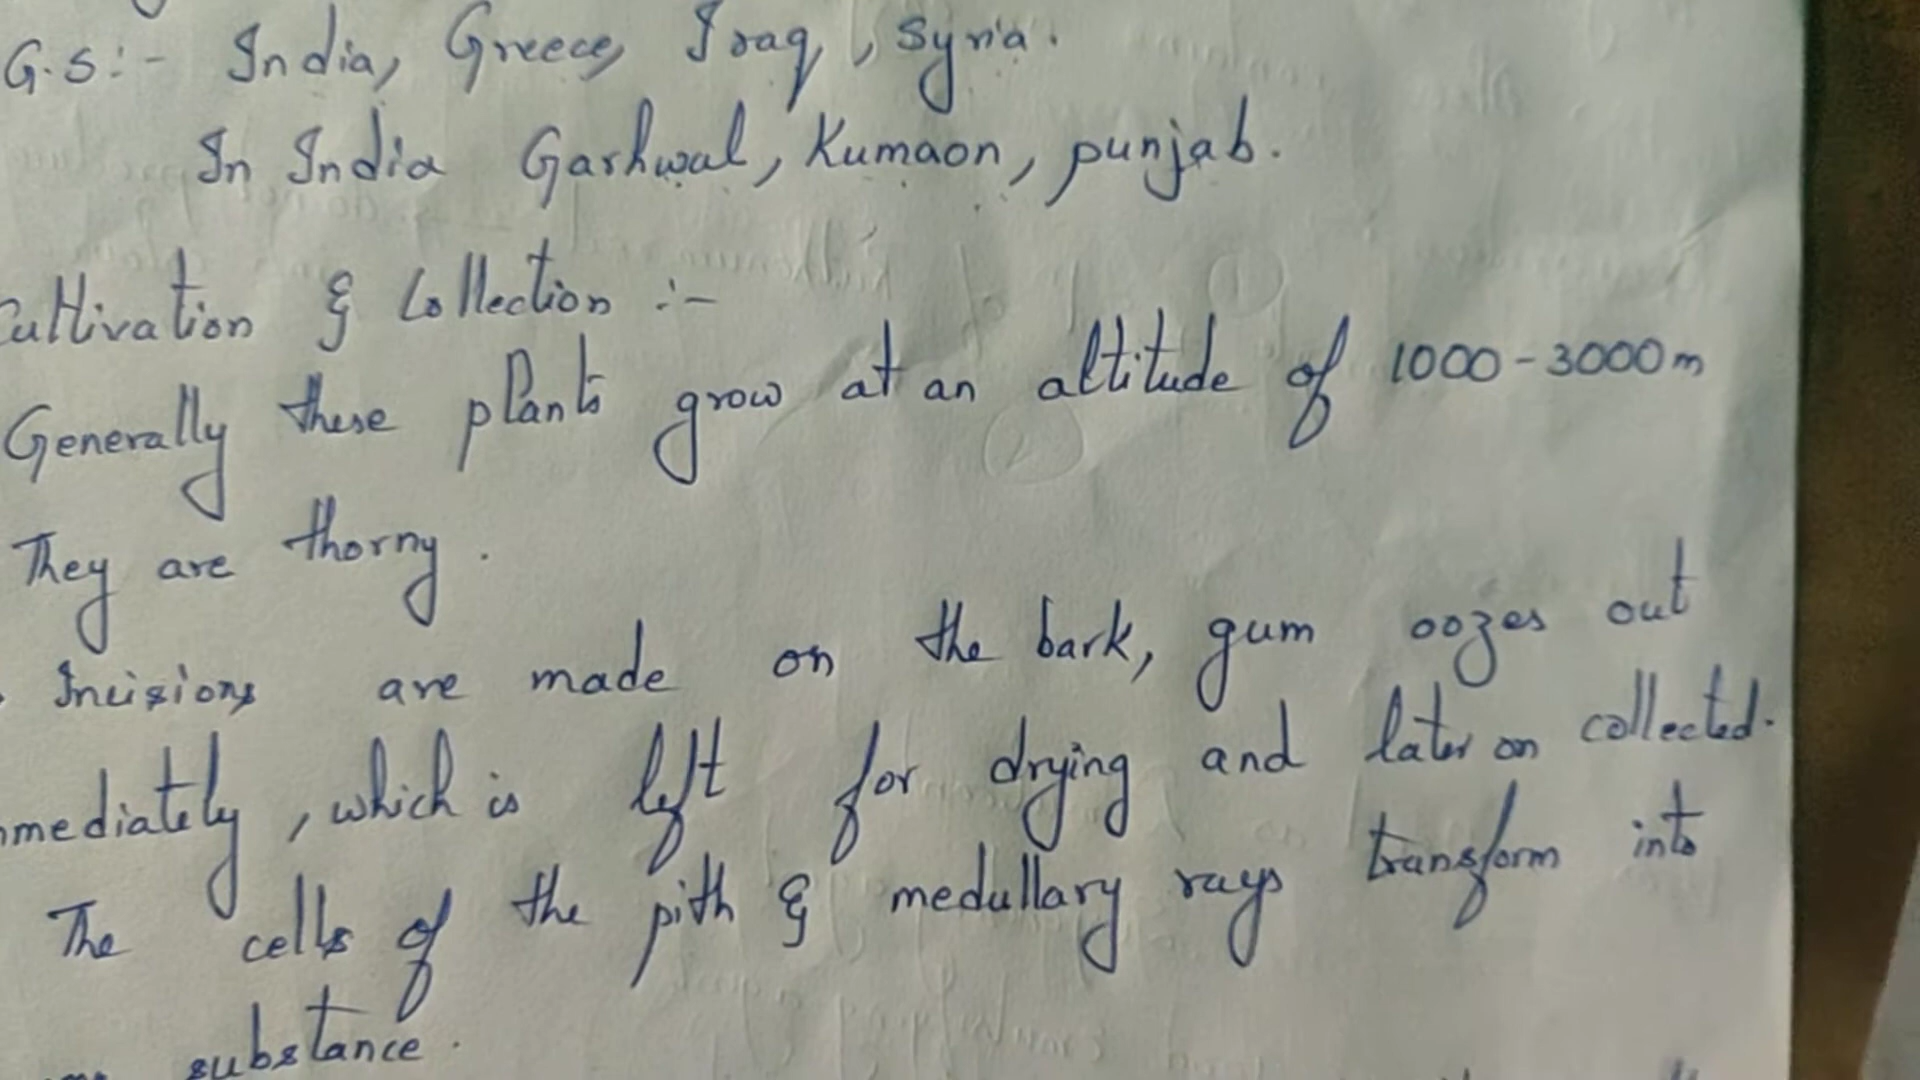 G.S:- India, Greece, Iraq, Syria.
In India Garhwal, Kumaon, punjab.
Cultivation & Collection :-
Generally these plants grow at an altitude of 1000-3000m
They are thorny.
Incisions are made on the bark, gum oozes out
mmediately, which is left for drying and later on collected.
The cells of the pith & medullary rays transform into
substance.